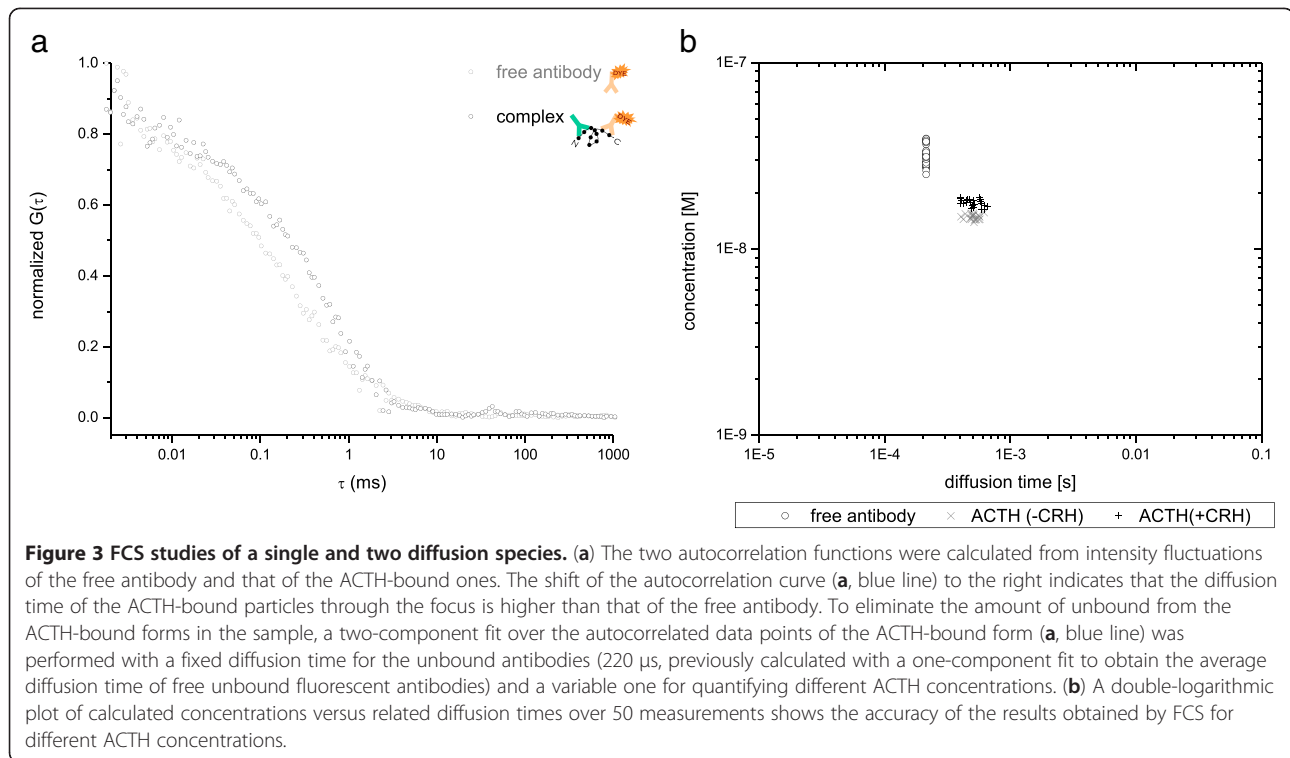 a
1.0
0.8
0.6
0.4
0.2
0.0
normalized G(τ)
0.01 0.1 1 10 100 1000
τ (ms)
free antibody DYE
complex DYE
N C
b
1E-7
1E-8
1E-9
concentration [M]
1E-5 1E-4 1E-3 0.01 0.1
diffusion time [s]
free antibody ACTH (-CRH) ACTH(+CRH)
Figure 3 FCS studies of a single and two diffusion species. (a) The two autocorrelation functions were calculated from intensity fluctuations
of the free antibody and that of the ACTH-bound ones. The shift of the autocorrelation curve (a, blue line) to the right indicates that the diffusion
time of the ACTH-bound particles through the focus is higher than that of the free antibody. To eliminate the amount of unbound from the
ACTH-bound forms in the sample, a two-component fit over the autocorrelated data points of the ACTH-bound form (a, blue line) was
performed with a fixed diffusion time for the unbound antibodies (220 μs, previously calculated with a one-component fit to obtain the average
diffusion time of free unbound fluorescent antibodies) and a variable one for quantifying different ACTH concentrations. (b) A double-logarithmic
plot of calculated concentrations versus related diffusion times over 50 measurements shows the accuracy of the results obtained by FCS for
different ACTH concentrations.